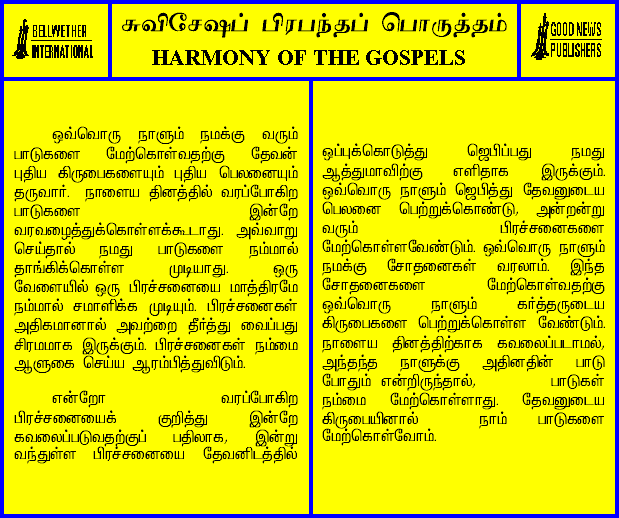 BELLWETHER
INTERNATIONAL
சுவிசேஷப் பிரபந்தப் பொருத்தம்
HARMONY OF THE GOSPELS
GOOD NEWS
PUBLISHERS
ஒவ்வொரு நாளும் நமக்கு வரும்
பாடுகளை மேற்கொள்வதற்கு தேவன்
புதிய கிருபைகளையும் புதிய பெலனையும்
தருவார். நாளைய தினத்தில் வரப்போகிற
பாடுகளை இன்றே
வரவழைத்துக்கொள்ளக்கூடாது. அவ்வாறு
செய்தால் நமது பாடுகளை நம்மால்
தாங்கிக்கொள்ள முடியாது. ஒரு
வேளையில் ஒரு பிரச்சனையை மாத்திரமே
நம்மால் சமாளிக்க முடியும். பிரச்சனைகள்
அதிகமானால் அவற்றை தீர்த்து வைப்பது
சிரமமாக இருக்கும். பிரச்சனைகள் நம்மை
ஆளுகை செய்ய ஆரம்பித்துவிடும்.
என்றோ வரப்போகிற
பிரச்சனையைக் குறித்து இன்றே
கவலைப்படுவதற்குப் பதிலாக, இன்று
வந்துள்ள பிரச்சனையை தேவனிடத்தில்
ஒப்புக்கொடுத்து ஜெபிப்பது நமது
ஆத்துமாவிற்கு எளிதாக இருக்கும்.
ஒவ்வொரு நாளும் ஜெபித்து தேவனுடைய
பெலனை பெற்றுக்கொண்டு, அன்றன்று
வரும் பிரச்சனைகளை
மேற்கொள்ளவேண்டும். ஒவ்வொரு நாளும்
நமக்கு சோதனைகள் வரலாம். இந்த
சோதனைகளை மேற்கொள்வதற்கு
ஒவ்வொரு நாளும் கர்த்தருடைய
கிருபைகளை பெற்றுக்கொள்ள வேண்டும்.
நாளைய தினத்திற்காக கவலைப்படாமல்,
அந்தந்த நாளுக்கு அதினதின் பாடு
போதும் என்றிருந்தால், பாடுகள்
நம்மை மேற்கொள்ளாது. தேவனுடைய
கிருபையினால் நாம் பாடுகளை
மேற்கொள்வோம்.